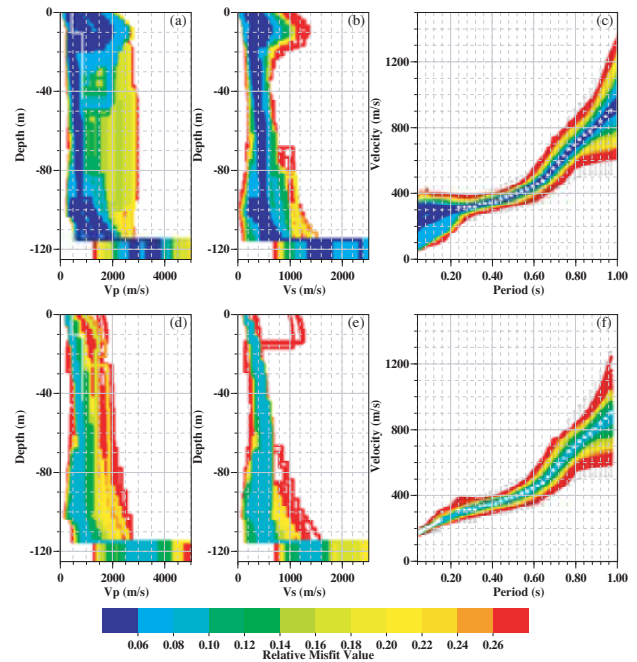 (a)
0
-40
-80
-120
Depth (m)
0 2000 4000
Vp (m/s)
(b)
0
-40
-80
-120
Depth (m)
0 1000 2000
Vs (m/s)
(c)
1200
800
400
0
Velocity (m/s)
0.20 0.40 0.60 0.80 1.00
Period (s)
(d)
0
-40
-80
-120
Depth (m)
0 2000 4000
Vp (m/s)
(e)
0
-40
-80
-120
Depth (m)
0 1000 2000
Vs (m/s)
(f)
1200
800
400
0
Velocity (m/s)
0.20 0.40 0.60 0.80 1.00
Period (s)
0.06 0.08 0.10 0.12 0.14 0.16 0.18 0.20 0.22 0.24 0.26
Relative Misfit Value